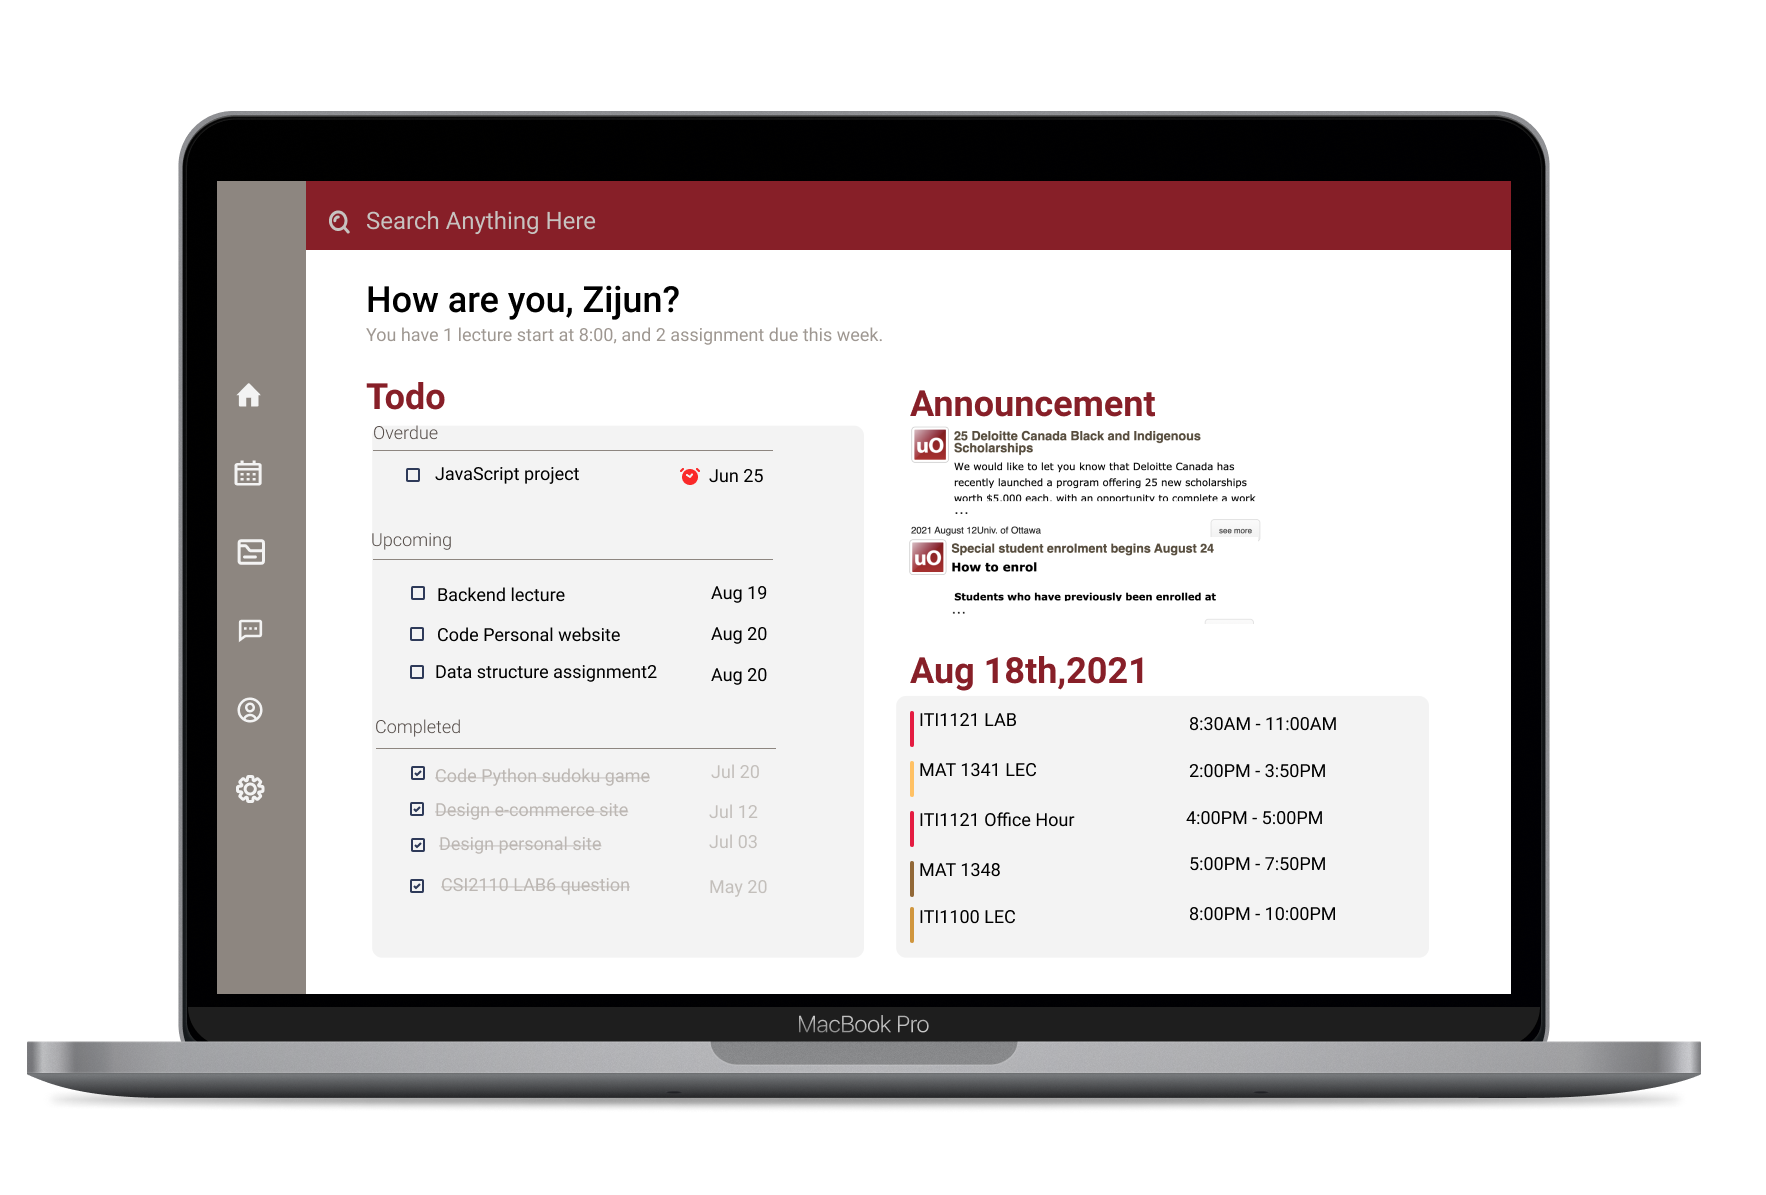 Search Anything Here
How are you, Zijun?
You have 1 lecture start at 8:00, and 2 assignment due this week.
Todo
Overdue
JavaScript project Jun 25
Upcoming
Backend lecture Aug 19
Code Personal website Aug 20
Data structure assignment2 Aug 20
Completed
Code Python sudoku game Jul 20
Design e-commerce site Jul 12
Design personal site Jul 03
CSI2110 LAB6 question May 20
Announcement
uO
25 Deloitte Canada Black and Indigenous
Scholarships
We would like to let you know that Deloitte Canada has
recently launched a program offering 25 new scholarships
worth $5,000 each, with an opportunity to complete a work
...
2021 August 12Univ. of Ottawa see more
uO
Special student enrolment begins August 24
How to enrol
Students who have previously been enrolled at
...
Aug 18th,2021
ITI1121 LAB 8:30AM - 11:00AM
MAT 1341 LEC 2:00PM - 3:50PM
ITI1121 Office Hour 4:00PM - 5:00PM
MAT 1348 5:00PM - 7:50PM
ITI1100 LEC 8:00PM - 10:00PM
MacBook Pro